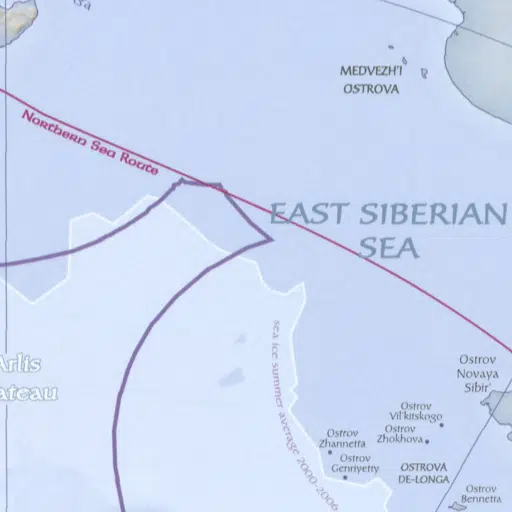 MEDVEZH'I
OSTROVA
Northern Sea Route
EAST SIBERIAN
SEA
sea ice summer average 2000-2006
Arlis
Ostrov
Novaya
Sibir'
Ostrov
Vil'kitskogo
Ostrov
Zhokhova
Ostrov
Zhannetta
Ostrov
Genriyetty
OSTROVA
DE-LONGA
Ostrov
Bennetta